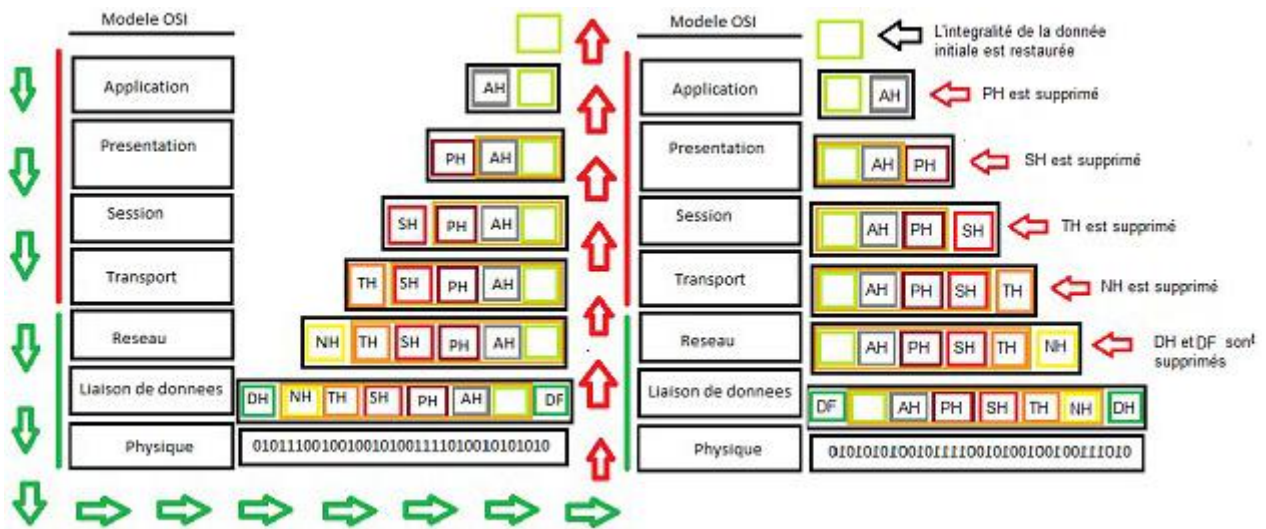 Modele OSI
Application
AH
Presentation
PH AH
Session
SH PH AH
Transport
TH SH PH AH
Reseau
NH TH SH PH AH
Liaison de donnees
DH NH TH SH PH AH DF
Physique
01011100100100101001111010010101010
Modele OSI
L'integralité de la donnée
initiale est restaurée
Application
AH
PH est supprimé
Presentation
AH PH
SH est supprimé
Session
AH PH SH
TH est supprimé
Transport
AH PH SH TH
NH est supprimé
Reseau
AH PH SH TH NH
DH et DF sont
supprimés
Liaison de donnees
DF AH PH SH TH NH DH
Physique
01010101001011110010100100100111010